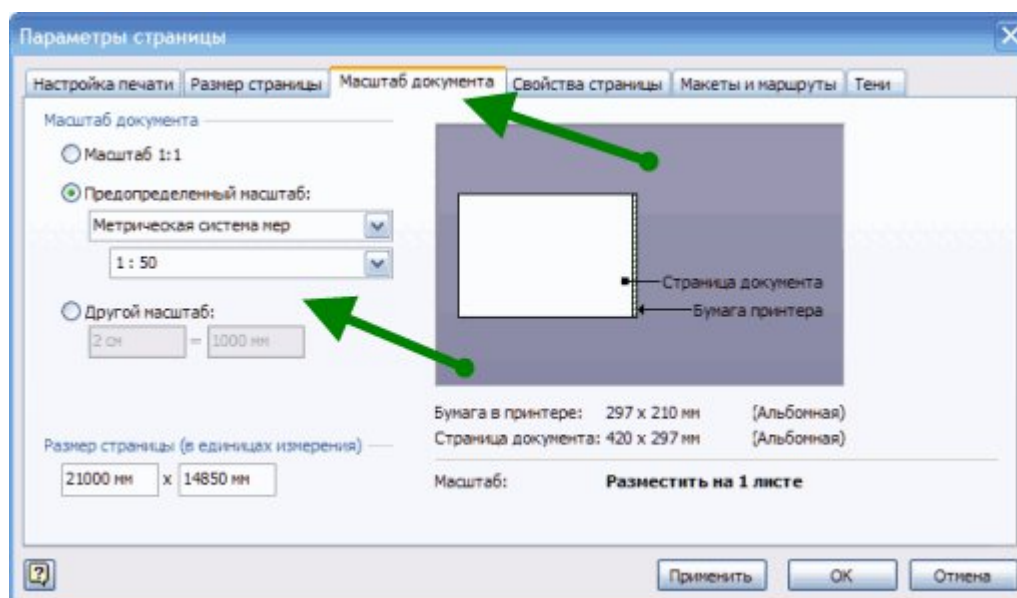 Параметры страницы
Настройка печати Размер страницы Масштаб документа Свойства страницы Макеты и маршруты Тени
Масштаб документа
Масштаб 1:1
Предопределенный масштаб:
Метрическая система мер
1 : 50
Другой масштаб:
2 см = 1000 мм
Страница документа
Бумага принтера
Бумага в принтере: 297 x 210 мм (Альбомная)
Страница документа: 420 x 297 мм (Альбомная)
Размер страницы (в единицах измерения)
21000 мм x 14850 мм
Масштаб: Разместить на 1 листе
Применить OK Отмена